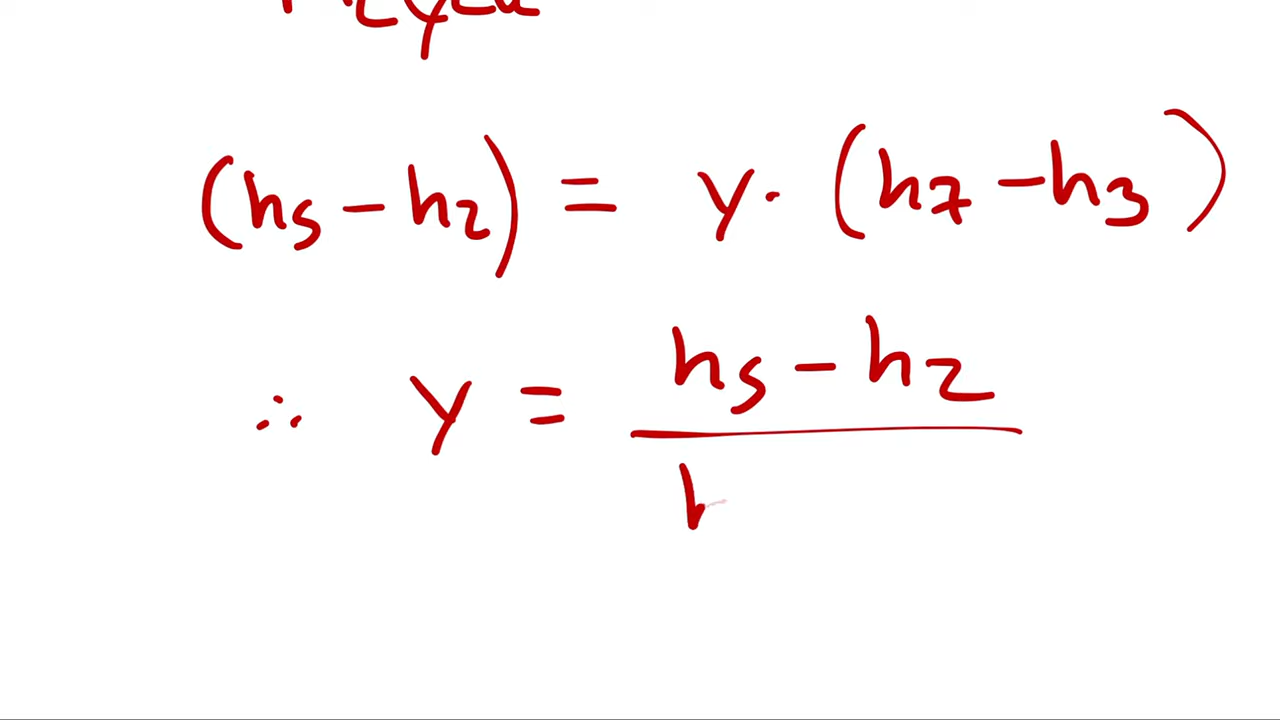 (h5 - h2) = y · (h7 - h3)
∴ y = h5 - h2
h